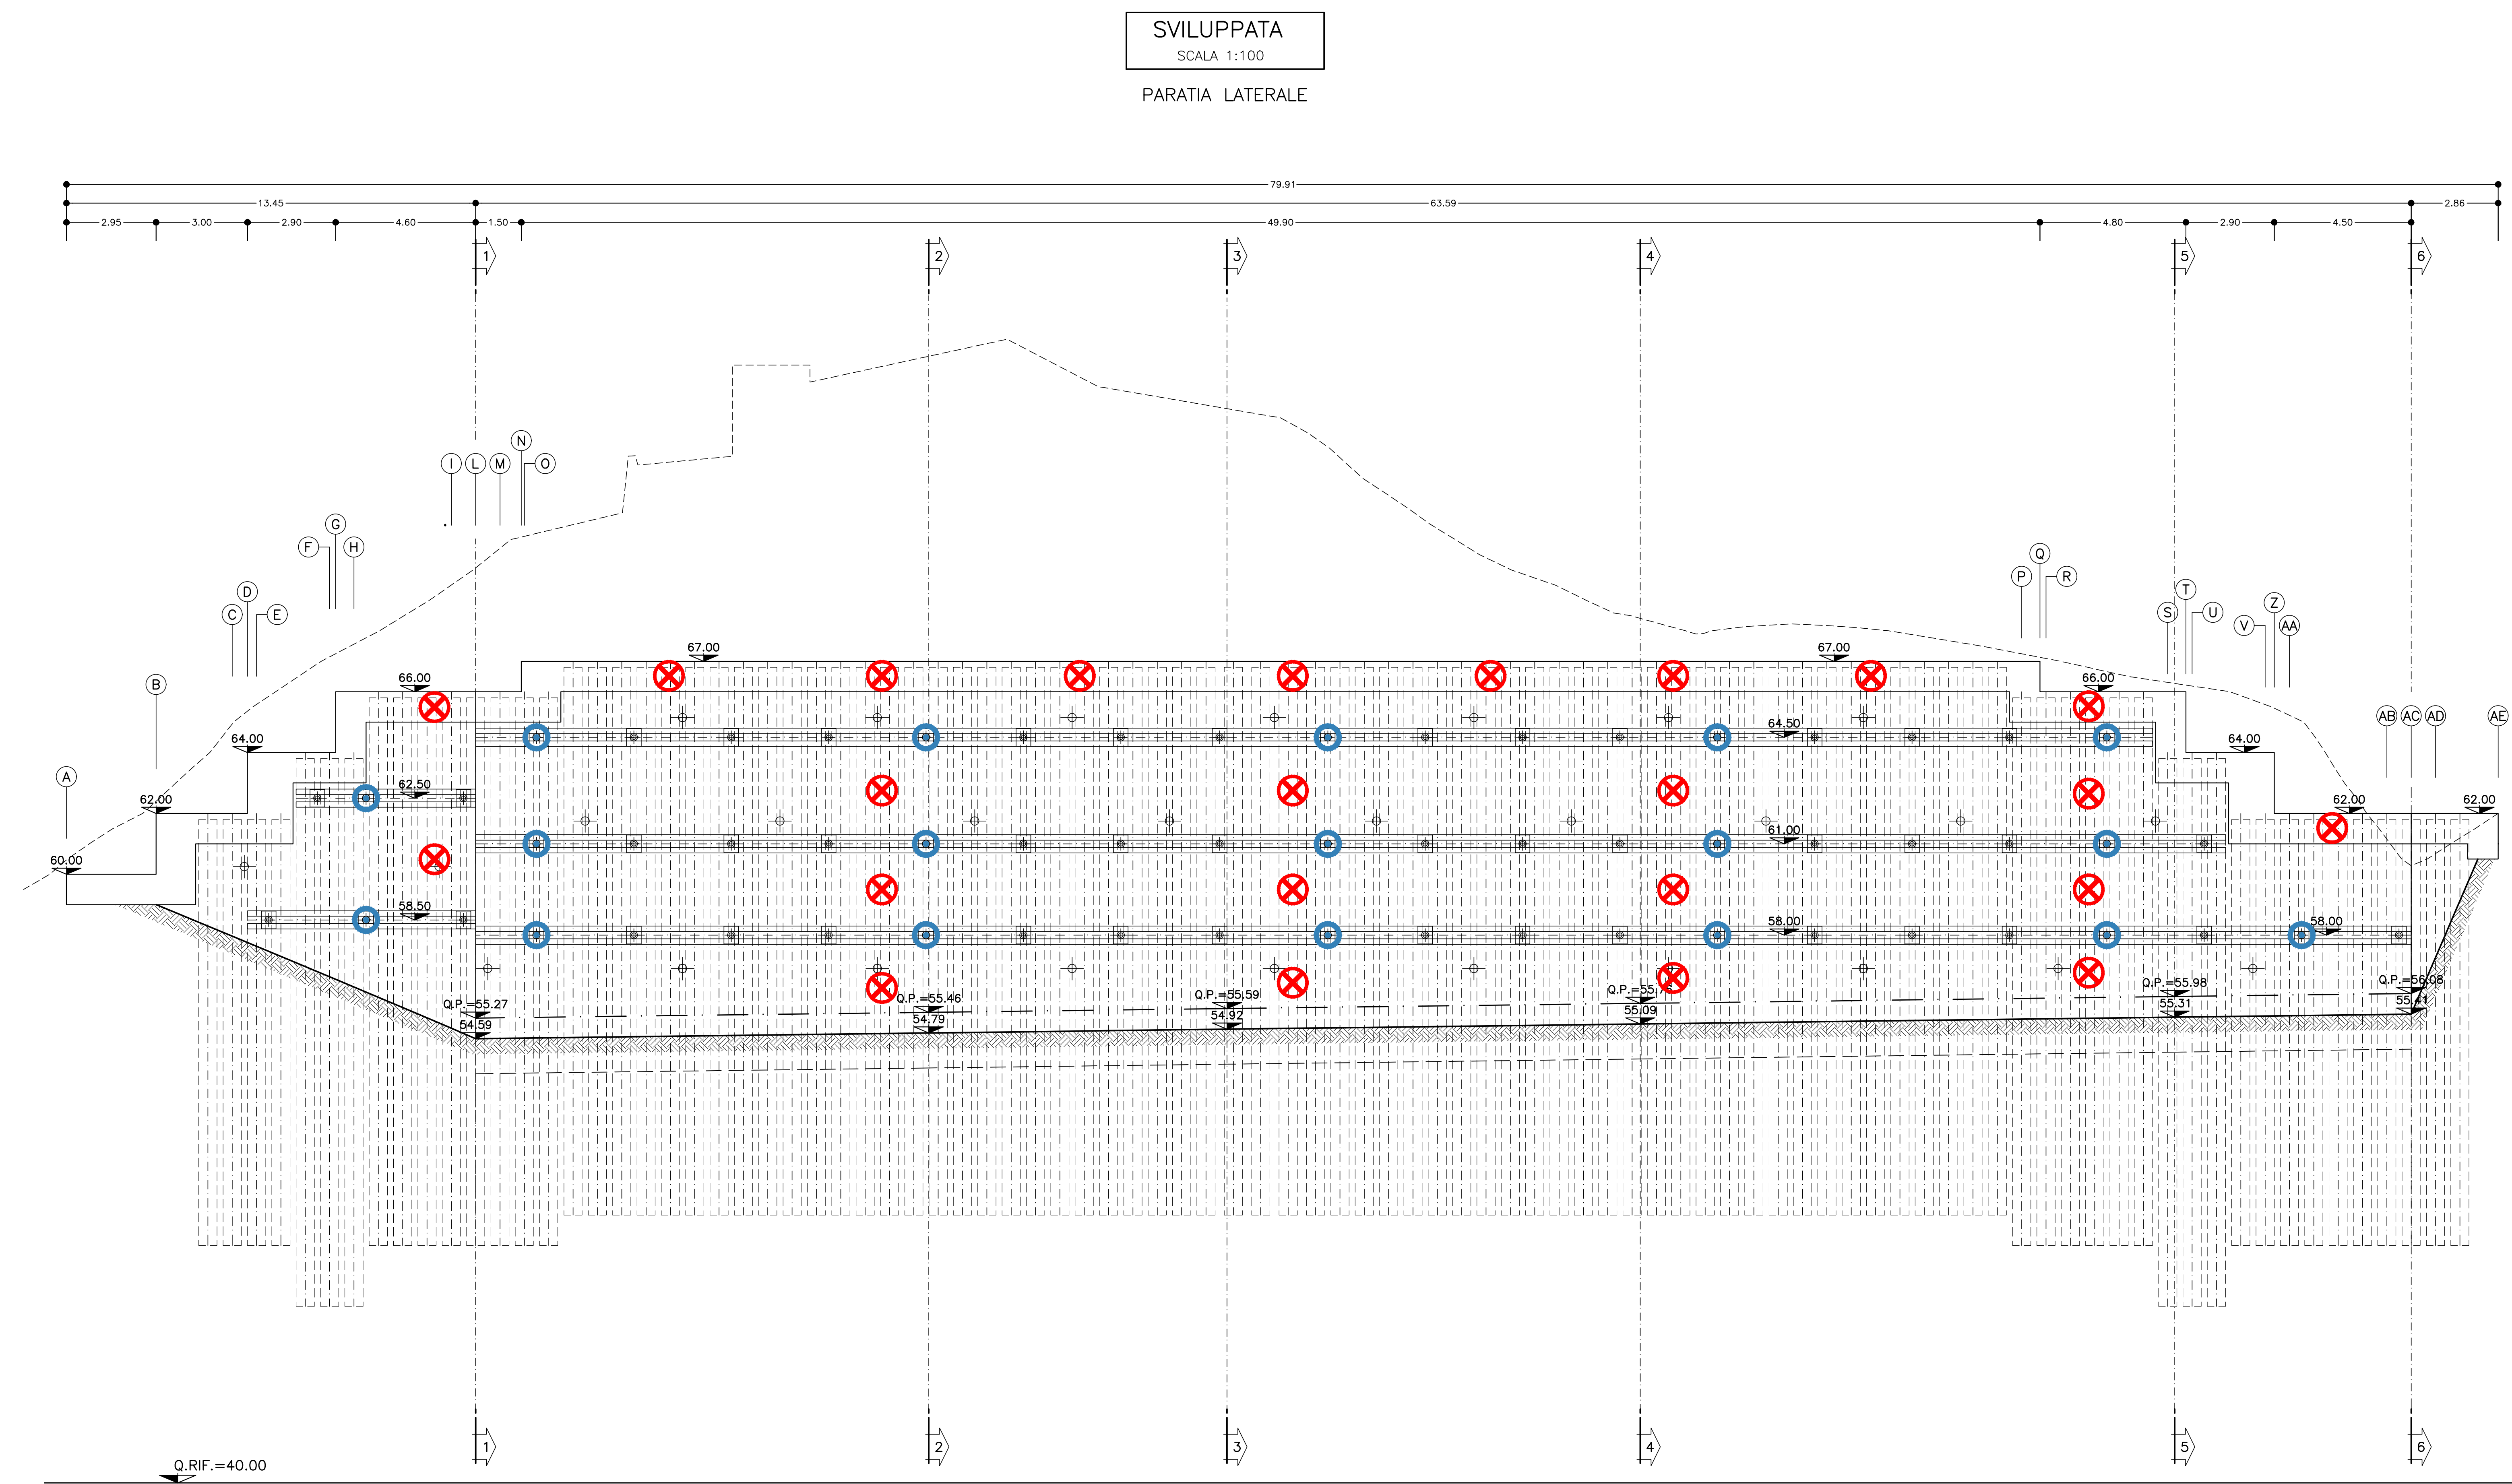 SVILUPPATA
SCALA 1:100
PARATIA LATERALE
79.91
13.45 63.59 2.86
2.95 3.00 2.90 4.60 1.50 49.90 4.80 2.90 4.50
1 2 3 4 5 6
N
I L M O
G
F H
Q
P R
D
C E
T
S U
Z
V AA
B
AB AC AD AE
A
67.00 67.00
66.00 66.00
64.50
64.00 64.00
62.50
62.00 62.00 62.00
61.00
60.00
58.50
58.00 58.00
Q.P.=55.27 Q.P.=55.46 Q.P.=55.59 Q.P.=55.98 Q.P.=56.08
54.59 54.79 54.92 55.09 55.31 55.41
1 2 3 4 5 6
Q.RIF.=40.00